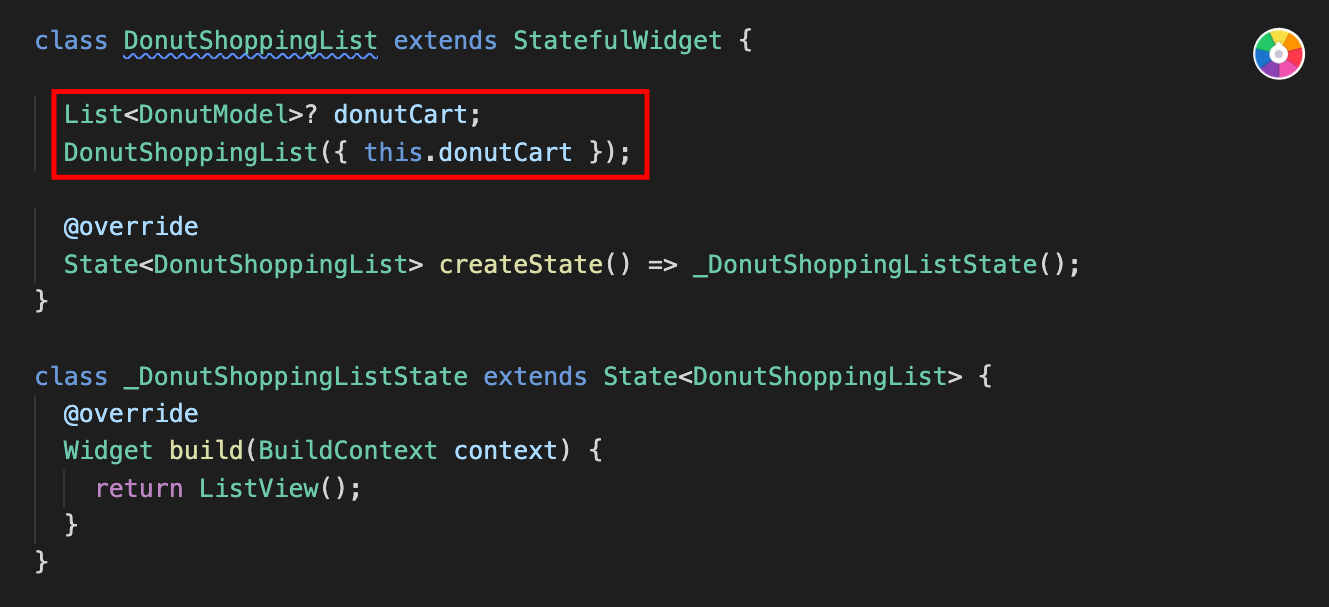 class DonutShoppingList extends StatefulWidget {
List<DonutModel>? donutCart;
DonutShoppingList({ this.donutCart });
@override
State<DonutShoppingList> createState() => _DonutShoppingListState();
}
class _DonutShoppingListState extends State<DonutShoppingList> {
@override
Widget build(BuildContext context) {
return ListView();
}
}